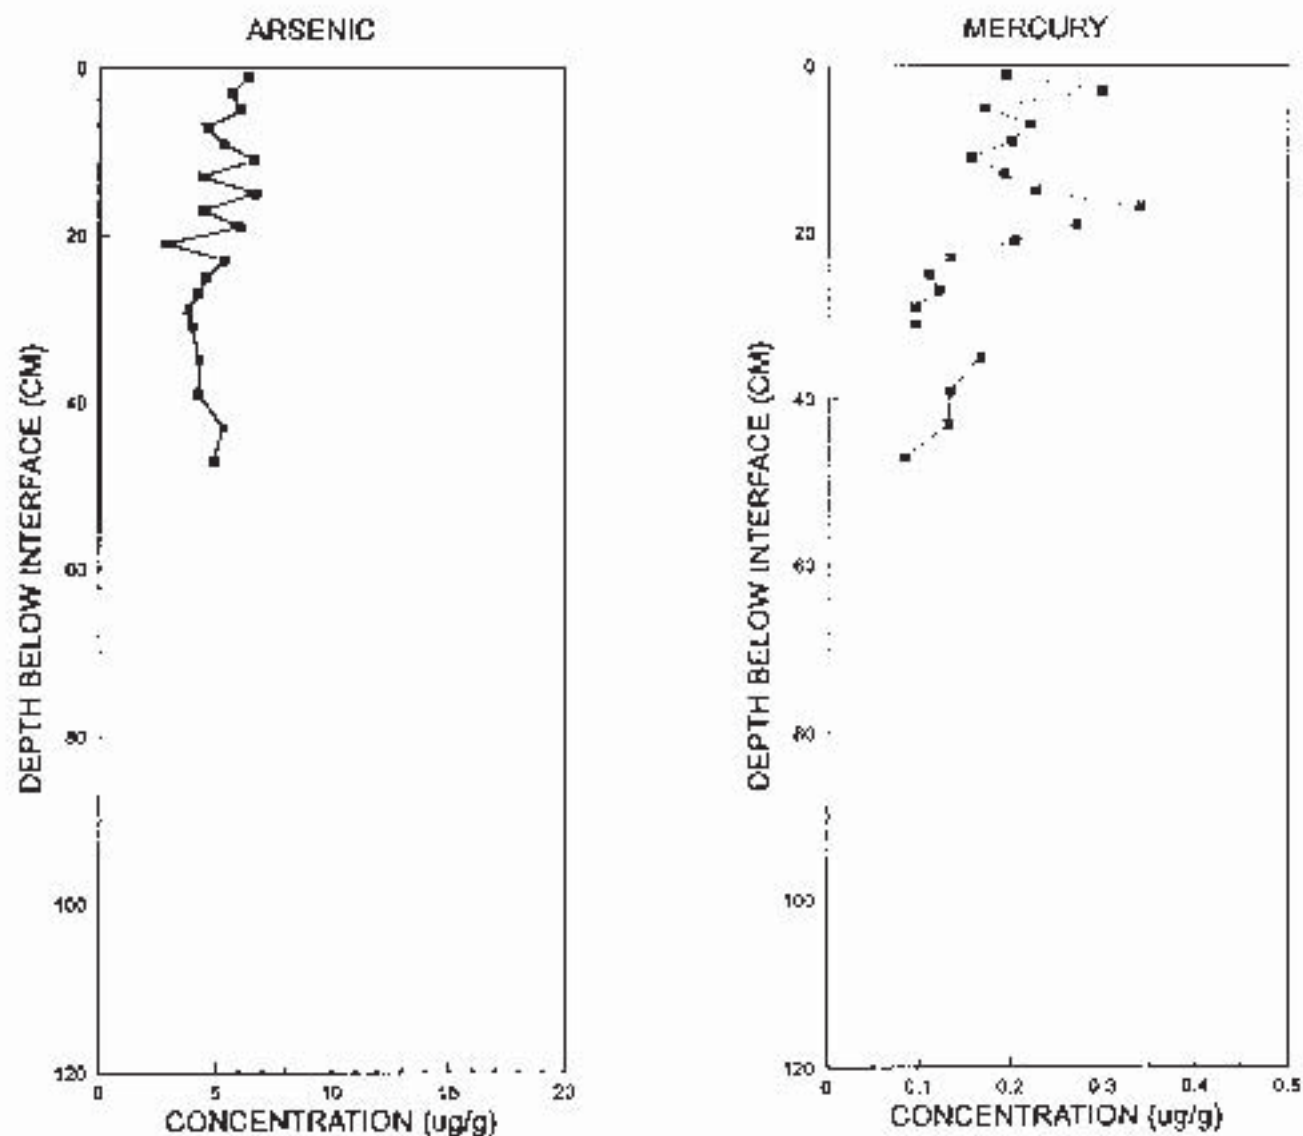 ARSENIC
0
20
40
60
80
100
120
DEPTH BELOW INTERFACE (CM)
0 5 10 15 20
CONCENTRATION (ug/g)
MERCURY
0
20
40
60
80
100
120
DEPTH BELOW INTERFACE (CM)
0 0.1 0.2 0.3 0.4 0.5
CONCENTRATION (ug/g)